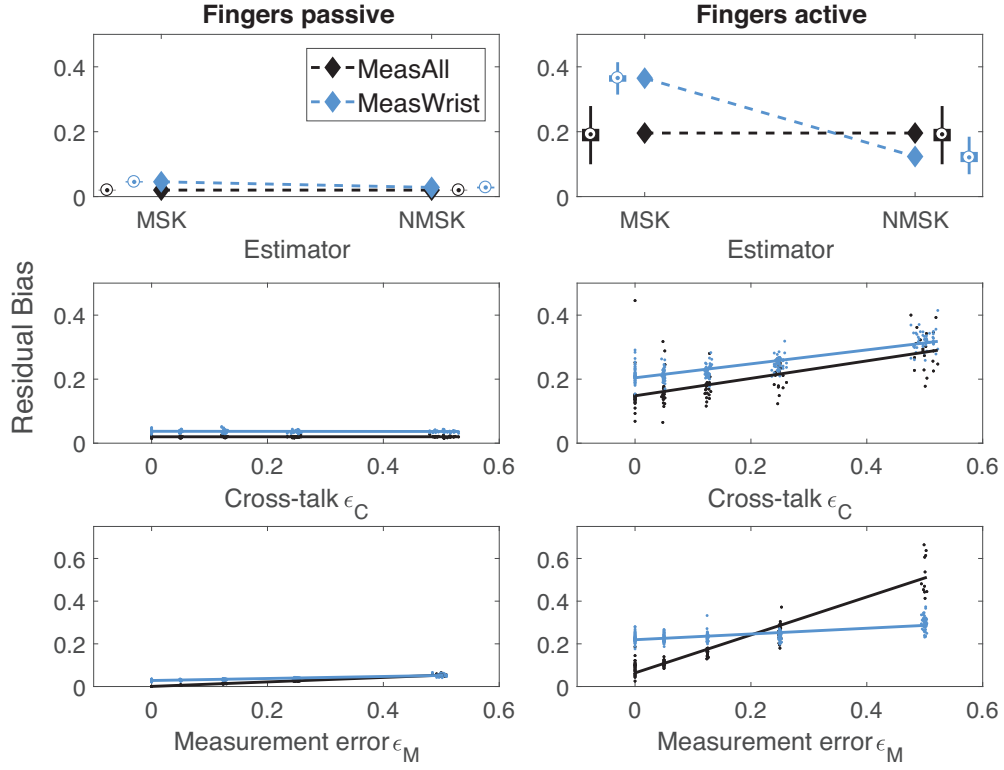 Fingers passive
Fingers active
MeasAll
MeasWrist
0.4
0.2
0
MSK
NMSK
Estimator
0.4
0.2
0
MSK
NMSK
Estimator
Residual Bias
0.4
0.2
0
0
0.2
0.4
0.6
Cross-talk ϵ_C
0.4
0.2
0
0
0.2
0.4
0.6
Cross-talk ϵ_C
0.6
0.4
0.2
0
0
0.2
0.4
0.6
Measurement error ϵ_M
0.6
0.4
0.2
0
0
0.2
0.4
0.6
Measurement error ϵ_M